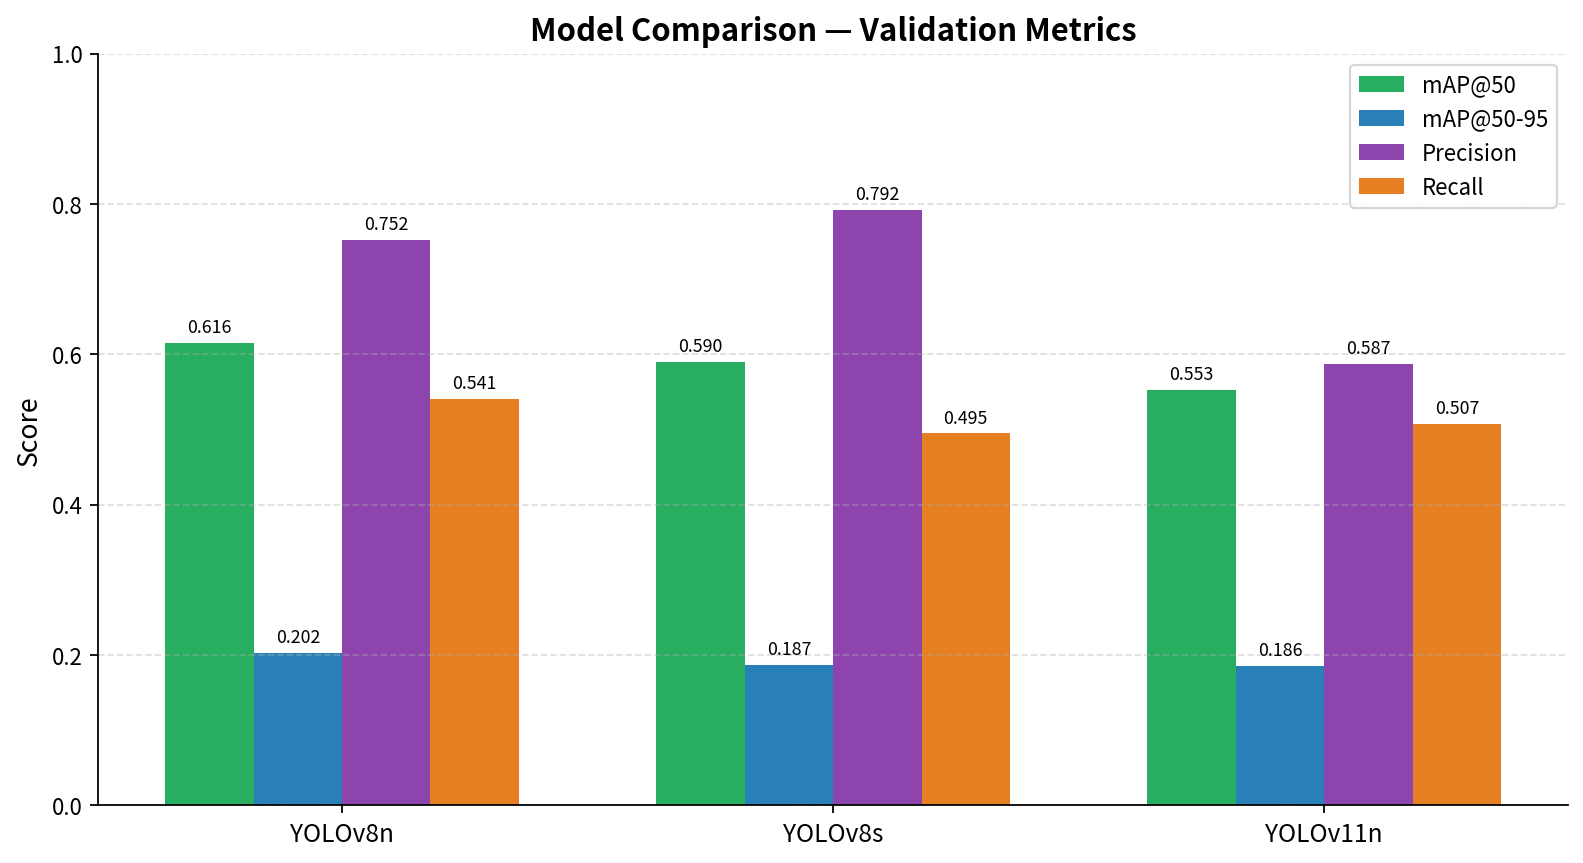 Model Comparison — Validation Metrics
1.0
0.8
0.6
0.4
0.2
0.0
Score
mAP@50
mAP@50-95
Precision
Recall
0.616
0.202
0.752
0.541
0.590
0.187
0.792
0.495
0.553
0.186
0.587
0.507
YOLOv8n
YOLOv8s
YOLOv11n